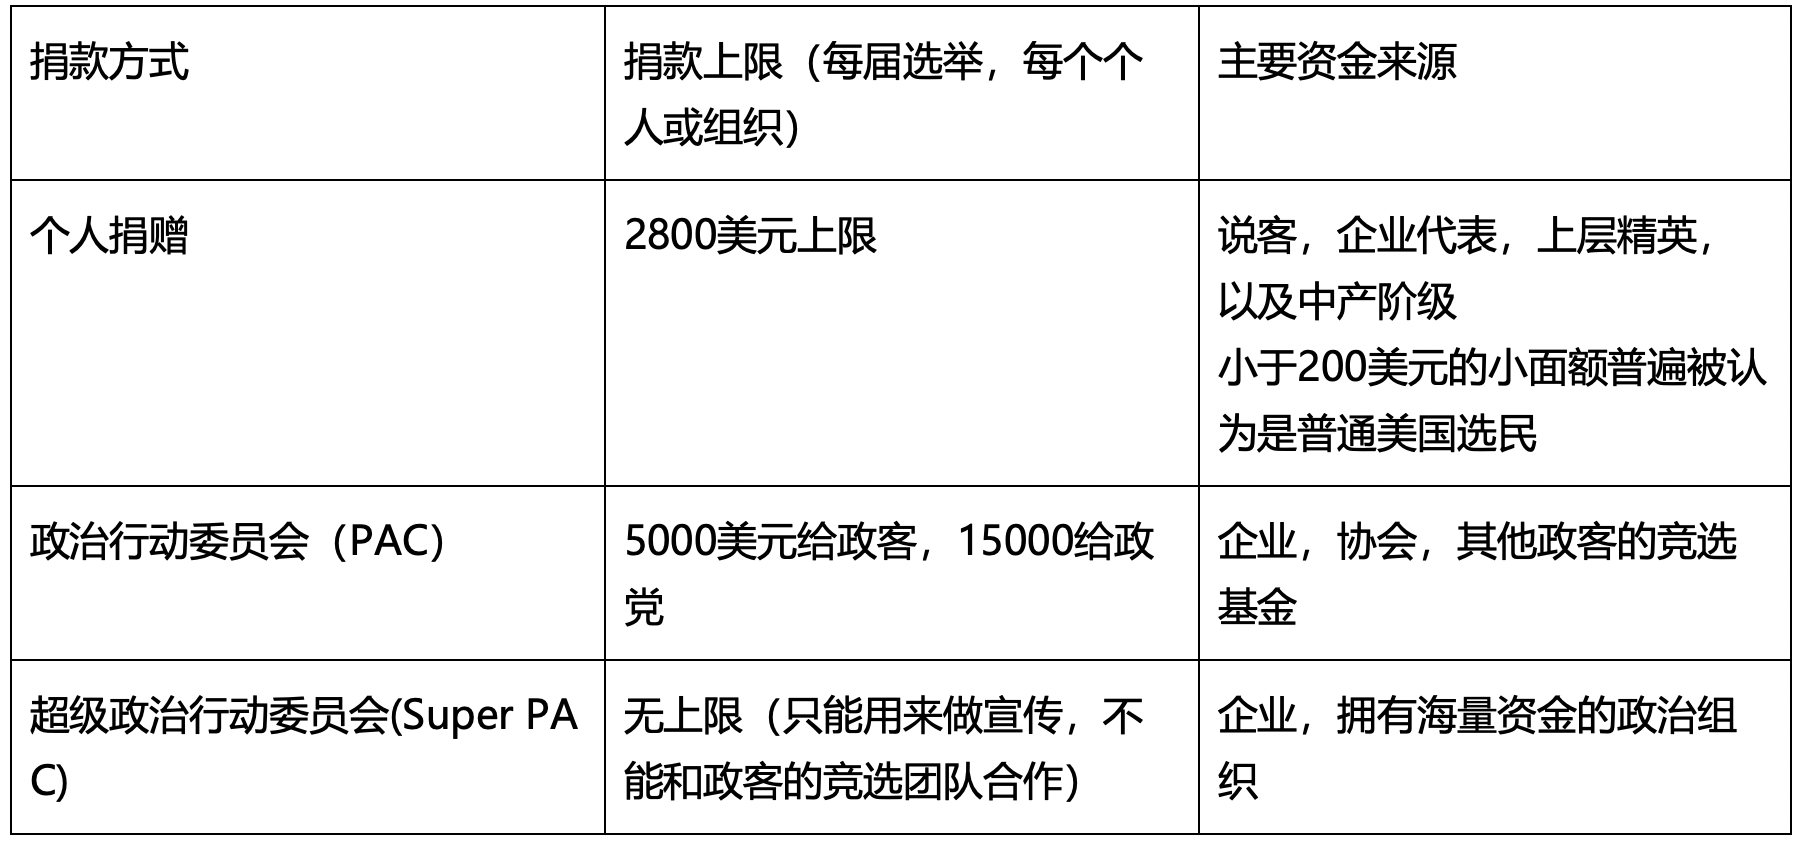 捐款方式
捐款上限（每届选举，每个个
人或组织）
主要资金来源
个人捐赠
2800美元上限
说客，企业代表，上层精英，
以及中产阶级
小于200美元的小面额普遍被认
为是普通美国选民
政治行动委员会（PAC）
5000美元给政客，15000给政
党
企业，协会，其他政客的竞选
基金
超级政治行动委员会(Super PA
C)
无上限（只能用来做宣传，不
能和政客的竞选团队合作）
企业，拥有海量资金的政治组
织